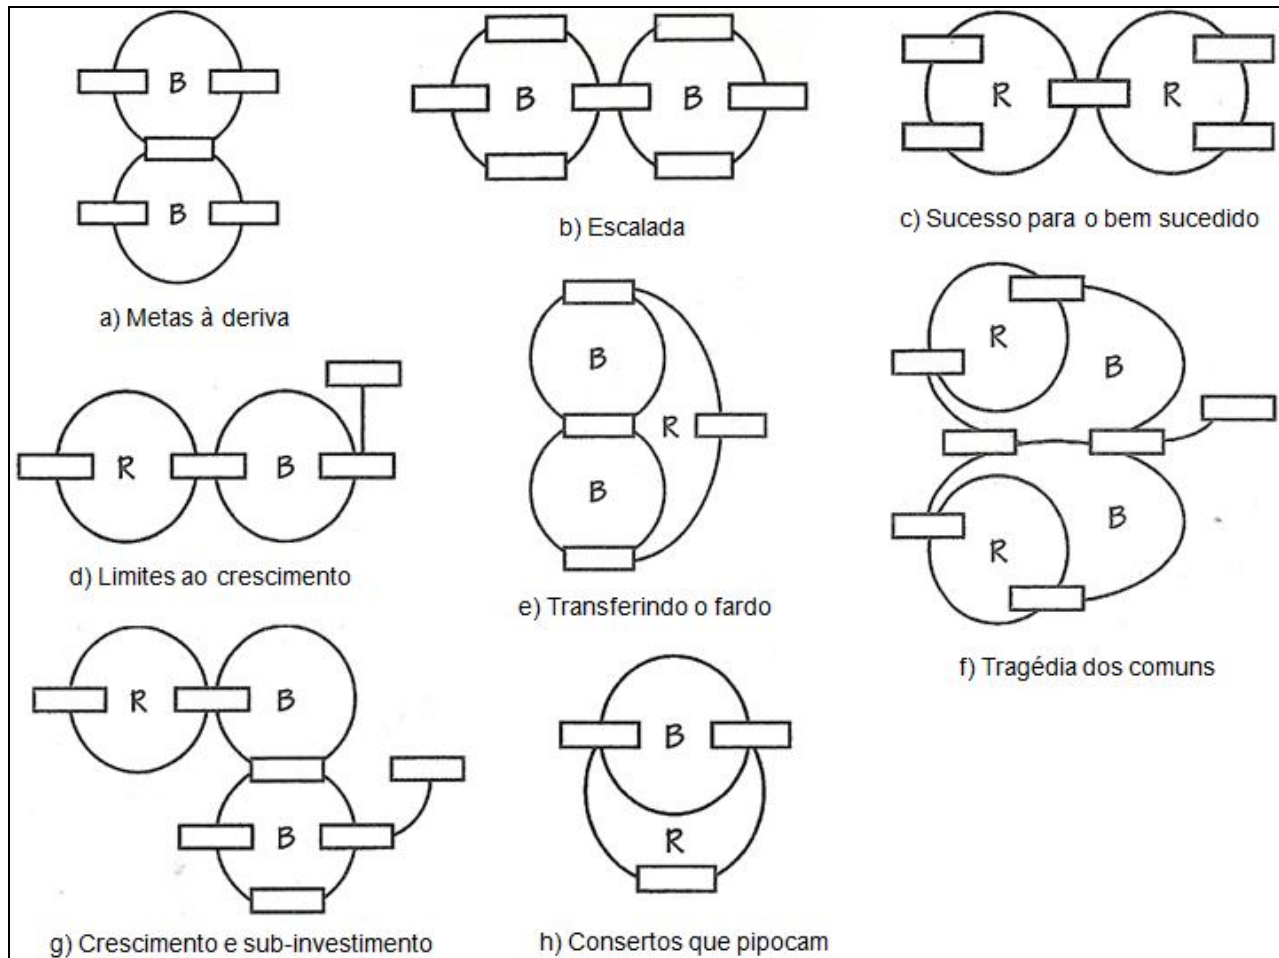 B
B
a) Metas à deriva
B
B
b) Escalada
R
R
c) Sucesso para o bem sucedido
R
B
d) Limites ao crescimento
B
R
B
e) Transferindo o fardo
R
B
R
B
f) Tragédia dos comuns
R
B
B
g) Crescimento e sub-investimento
B
R
h) Consertos que pipocam